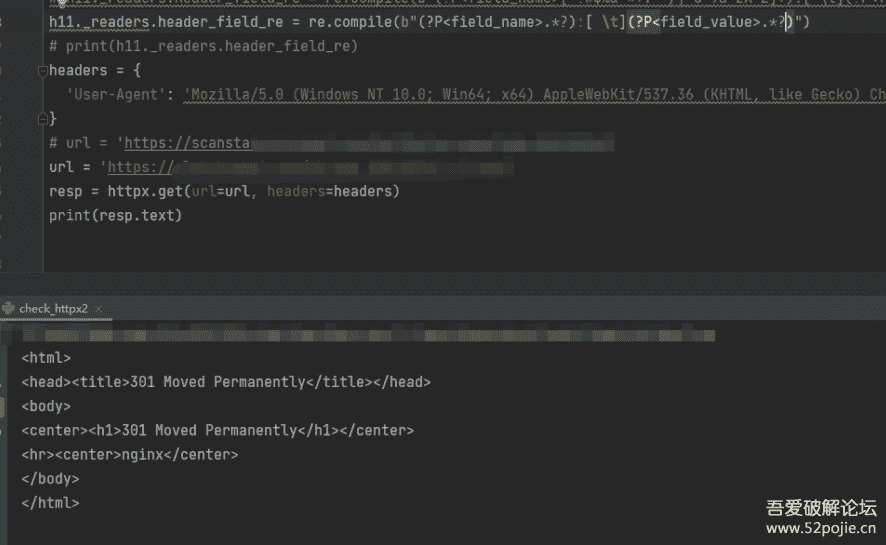 h11._readers.header_field_re = re.compile(b"(?P<field_name>.*?):[ \t](?P<field_value>.*?)")
# print(h11._readers.header_field_re)
headers = {
'User-Agent': 'Mozilla/5.0 (Windows NT 10.0; Win64; x64) AppleWebKit/537.36 (KHTML, like Gecko) Ch
}
# url = 'https://scansta
url = 'https://
resp = httpx.get(url=url, headers=headers)
print(resp.text)
check_httpx2
<html>
<head><title>301 Moved Permanently</title></head>
<body>
<center><h1>301 Moved Permanently</h1></center>
<hr><center>nginx</center>
</body>
</html>
吾爱破解论坛
www.52pojie.cn